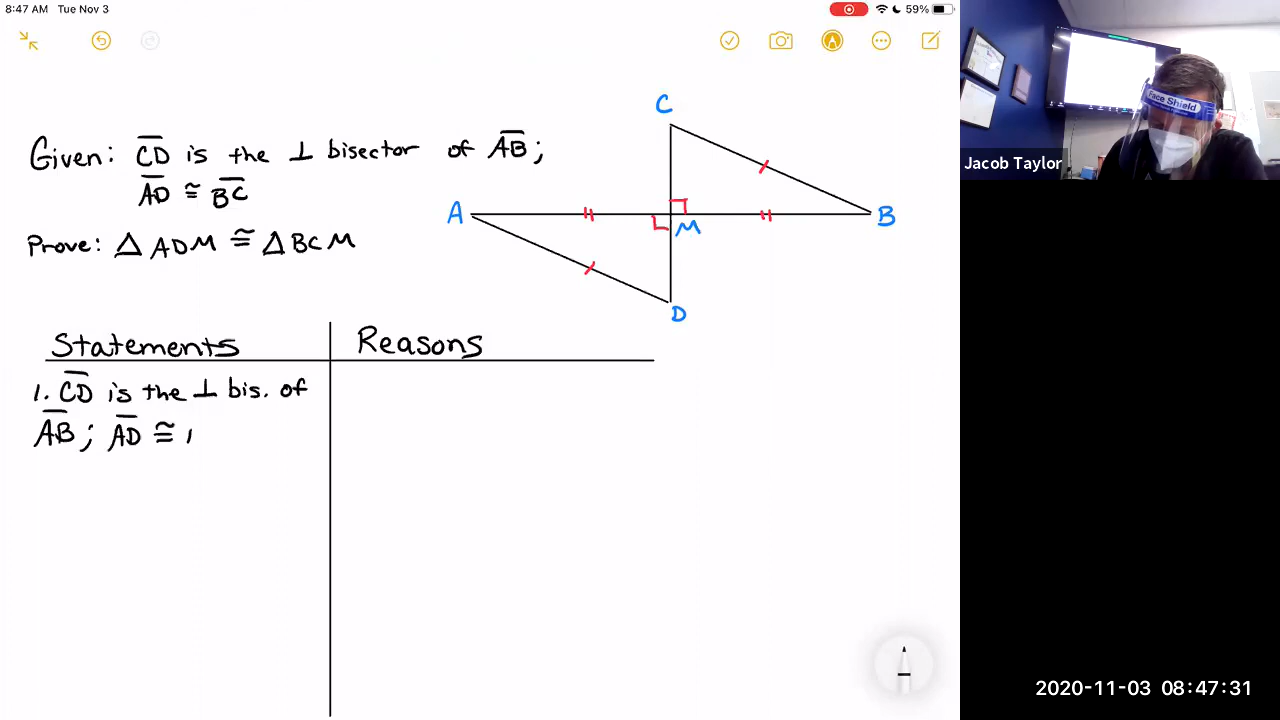 8:47 AM Tue Nov 3
59%
Given: CD is the ⊥ bisector of AB;
AD ≅ BC
Prove: △ ADM ≅ △ BCM
C
A
B
M
D
Statements
Reasons
1. CD is the ⊥ bis. of
AB; AD ≅
Face Shield
Jacob Taylor
2020-11-03 08:47:31